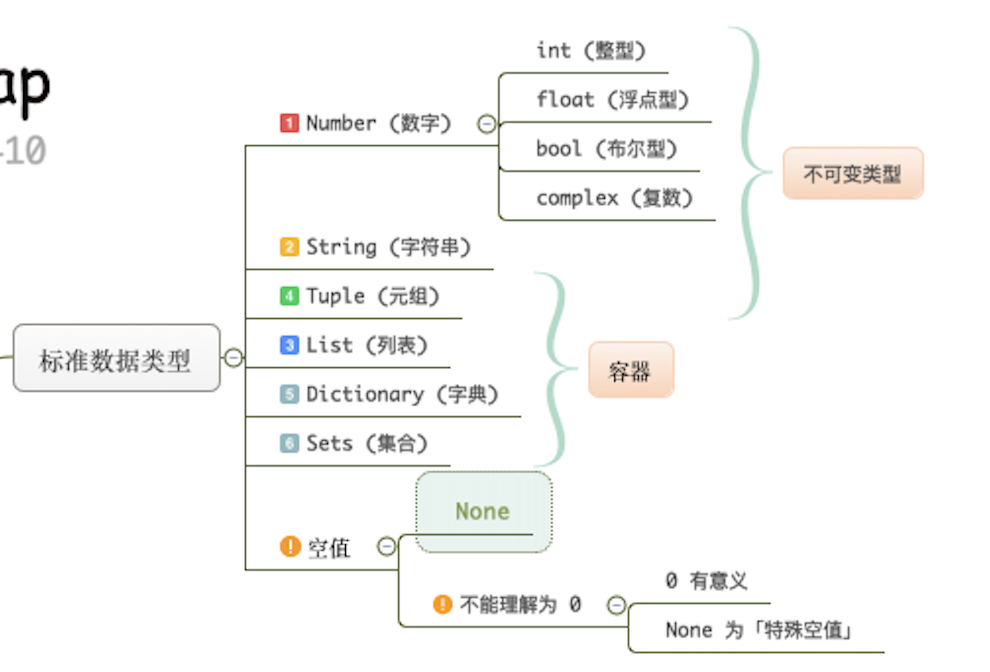 ap
-10
标准数据类型
1 Number (数字)
int (整型)
float (浮点型)
bool (布尔型)
complex (复数)
不可变类型
2 String (字符串)
4 Tuple (元组)
3 List (列表)
5 Dictionary (字典)
6 Sets (集合)
容器
! 空值
None
! 不能理解为 0
0 有意义
None 为「特殊空值」